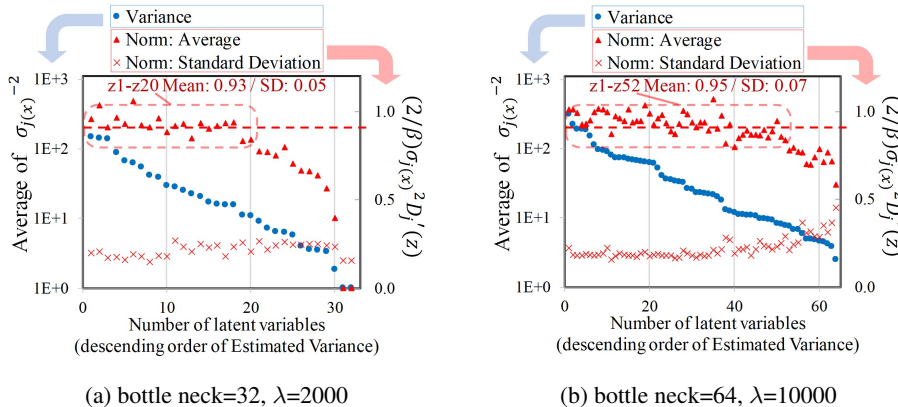 Variance
Norm: Average
Norm: Standard Deviation
1E+3
1E+2
1E+1
1E+0
Average of σj(x)⁻²
z1-z20 Mean: 0.93 / SD: 0.05
1.0
0.5
0.0
(2/β)σj(x)²Dj′(z)
0
10
20
30
Number of latent variables
(descending order of Estimated Variance)
(a) bottle neck=32, λ=2000
Variance
Norm: Average
Norm: Standard Deviation
1E+3
1E+2
1E+1
1E+0
Average of σj(x)⁻²
z1-z52 Mean: 0.95 / SD: 0.07
1.0
0.5
0.0
(2/β)σj(x)²Dj′(z)
0
20
40
60
Number of latent variables
(descending order of Estimated Variance)
(b) bottle neck=64, λ=10000